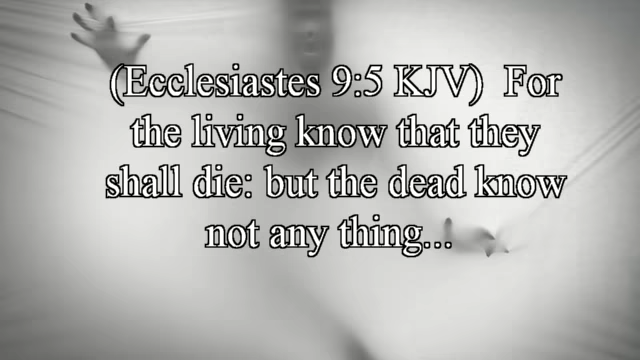 (Ecclesiastes 9:5 KJV)  For
the living know that they
shall die: but the dead know
not any thing...